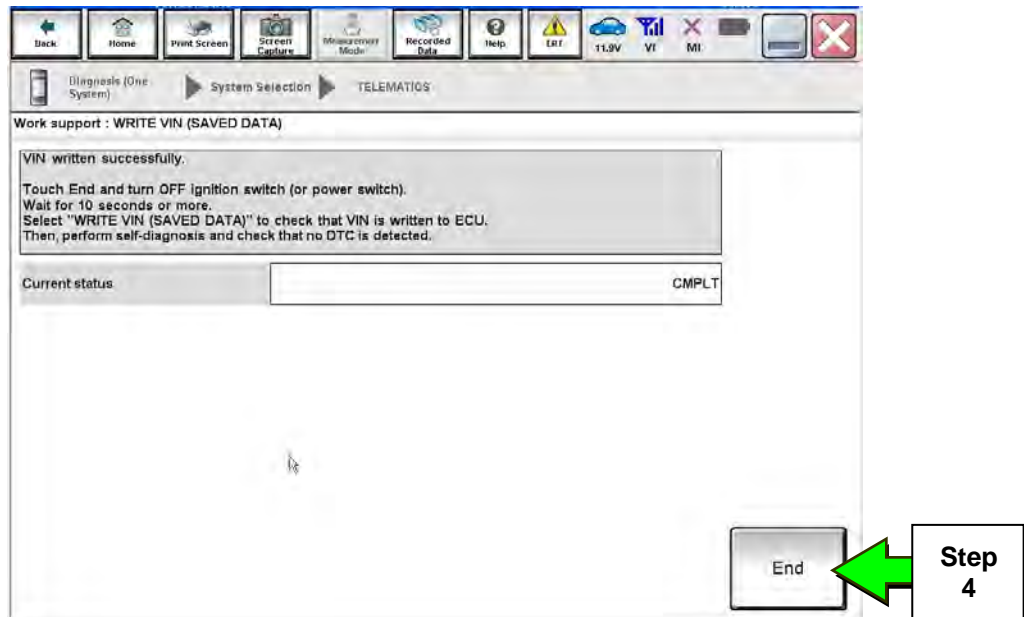 Back
Home
Print Screen
Screen
Capture
Measurement
Mode
Recorded
Data
Help
ERT
11.9V
VI
MI
Diagnosis (One
System)
System Selection
TELEMATICS
Work support : WRITE VIN (SAVED DATA)
VIN written successfully.
Touch End and turn OFF ignition switch (or power switch).
Wait for 10 seconds or more.
Select "WRITE VIN (SAVED DATA)" to check that VIN is written to ECU.
Then, perform self-diagnosis and check that no DTC is detected.
Current status
CMPLT
End
Step
4